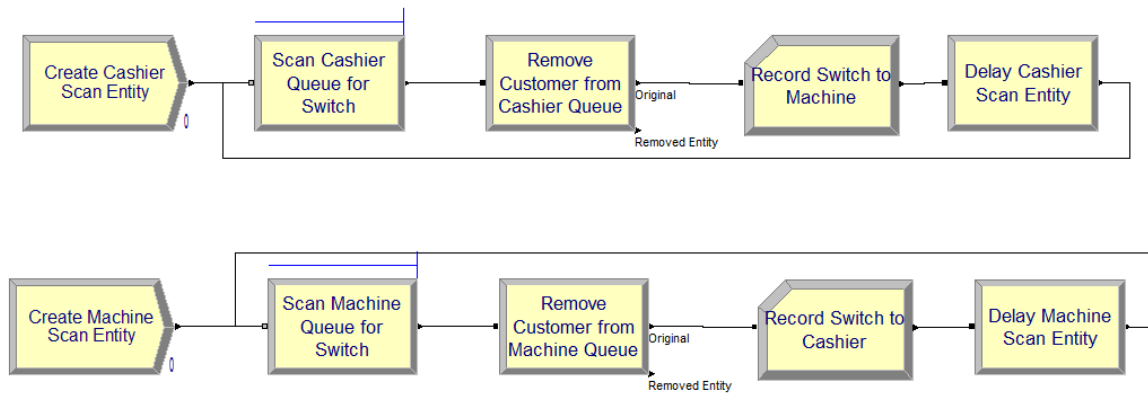 Create Cashier
Scan Entity
0
Scan Cashier
Queue for
Switch
Remove
Customer from
Cashier Queue
Original
Removed Entity
Record Switch to
Machine
Delay Cashier
Scan Entity
Create Machine
Scan Entity
0
Scan Machine
Queue for
Switch
Remove
Customer from
Machine Queue
Original
Removed Entity
Record Switch to
Cashier
Delay Machine
Scan Entity